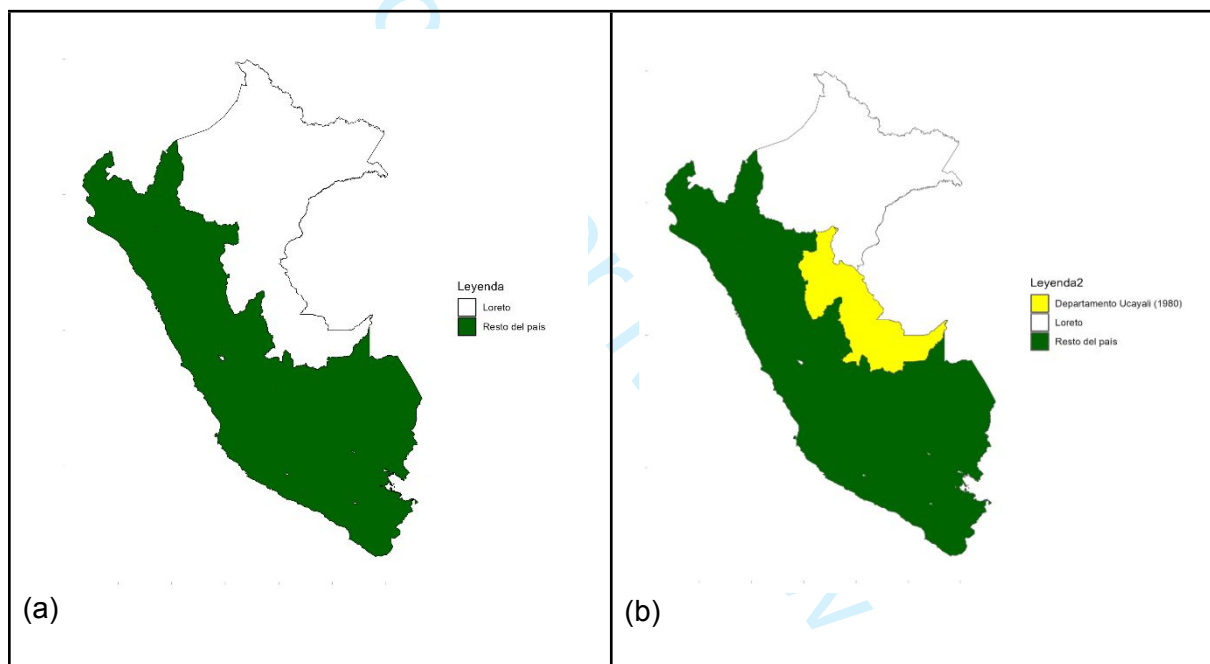 Leyenda
Loreto
Resto del país
(a)
Leyenda2
Departamento Ucayali (1980)
Loreto
Resto del país
(b)